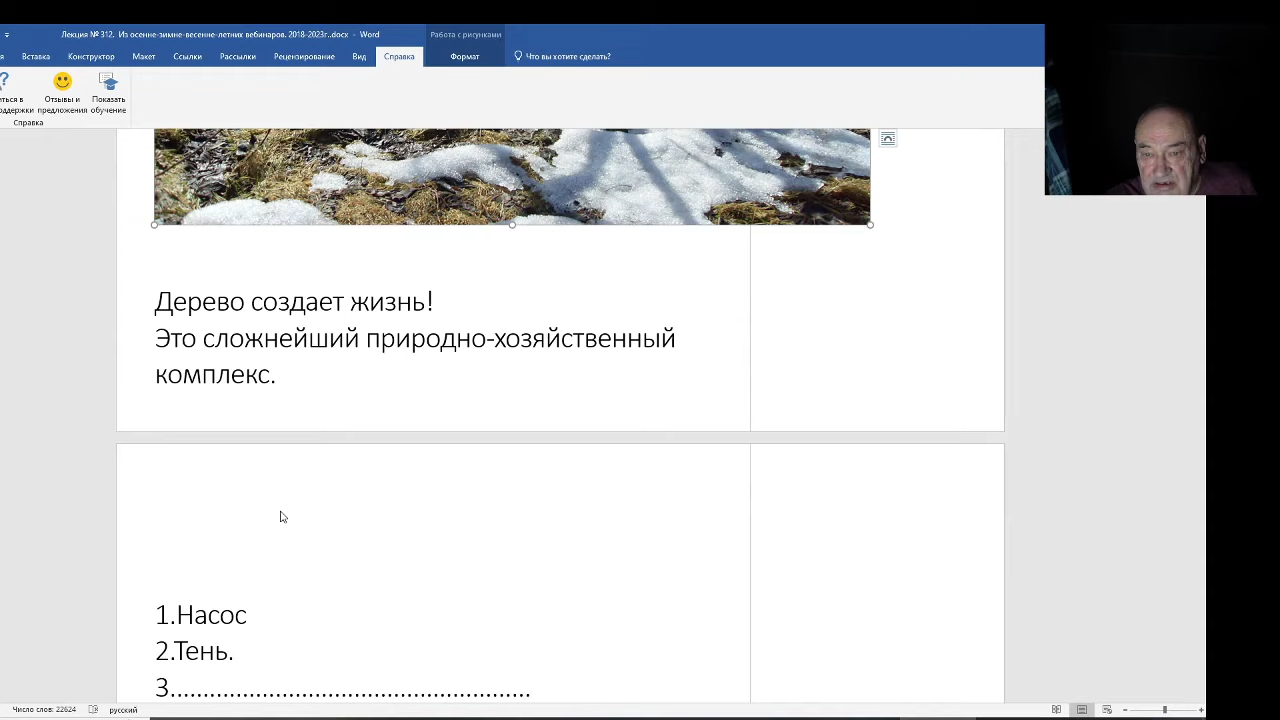 Лекция № 312. Из осенне-зимне-весенне-летних вебинаров. 2018-2023г..docx - Word
Работа с рисунками
Вставка Конструктор Макет Ссылки Рассылки Рецензирование Вид Справка Формат Что вы хотите сделать?
Отзывы и Показать
предложения обучение
Справка
Дерево создает жизнь!
Это сложнейший природно-хозяйственный
комплекс.
1.Насос
2.Тень.
3......................................................
Число слов: 22624 русский